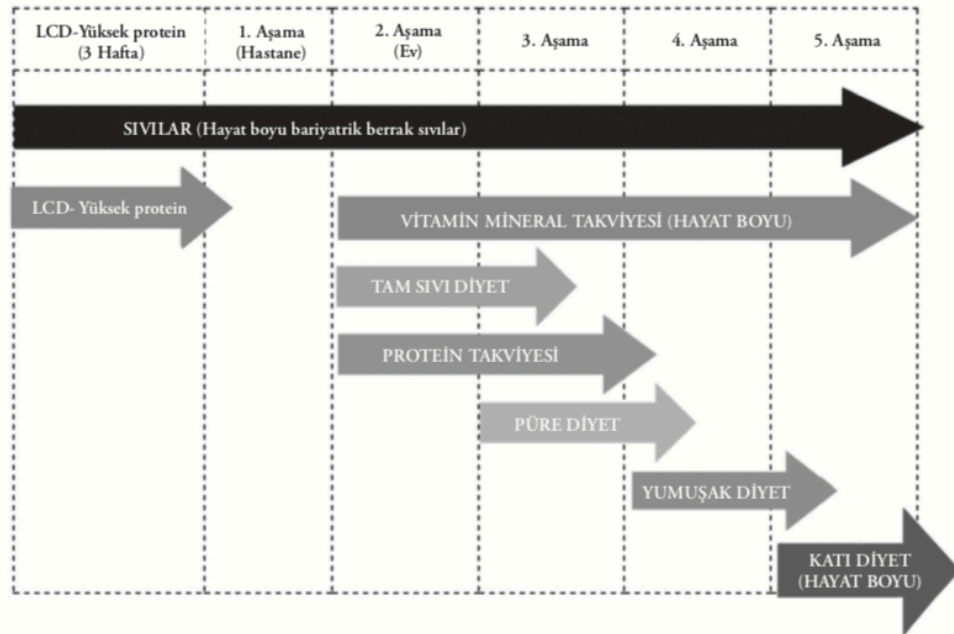 LCD-Yüksek protein
(3 Hafta)
1. Aşama
(Hastane)
2. Aşama
(Ev)
3. Aşama
4. Aşama
5. Aşama
SIVILAR (Hayat boyu bariyatrik berrak sıvılar)
LCD- Yüksek protein
VİTAMİN MİNERAL TAKVİYESİ (HAYAT BOYU)
TAM SIVI DİYET
PROTEİN TAKVİYESİ
PÜRE DİYET
YUMUŞAK DİYET
KATI DİYET
(HAYAT BOYU)